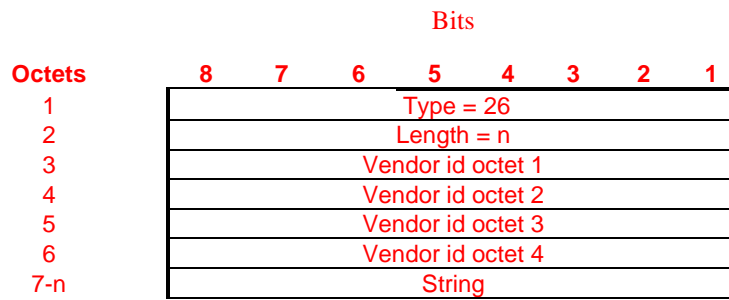 Bits
Octets 8 7 6 5 4 3 2 1
1 Type = 26
2 Length = n
3 Vendor id octet 1
4 Vendor id octet 2
5 Vendor id octet 3
6 Vendor id octet 4
7-n String